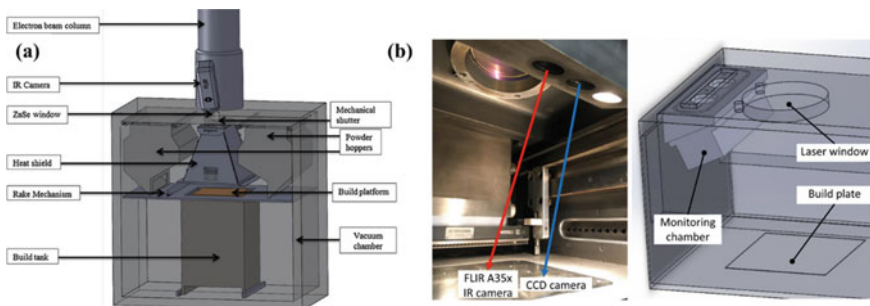 (a)
Electron beam column
IR Camera
ZnSe window
Heat shield
Rake Mechanism
Build tank
Mechanical
shutter
Powder
hoppers
Build platform
Vacuum
chamber
(b)
FLIR A35x
IR camera
CCD camera
Laser window
Build plate
Monitoring
chamber